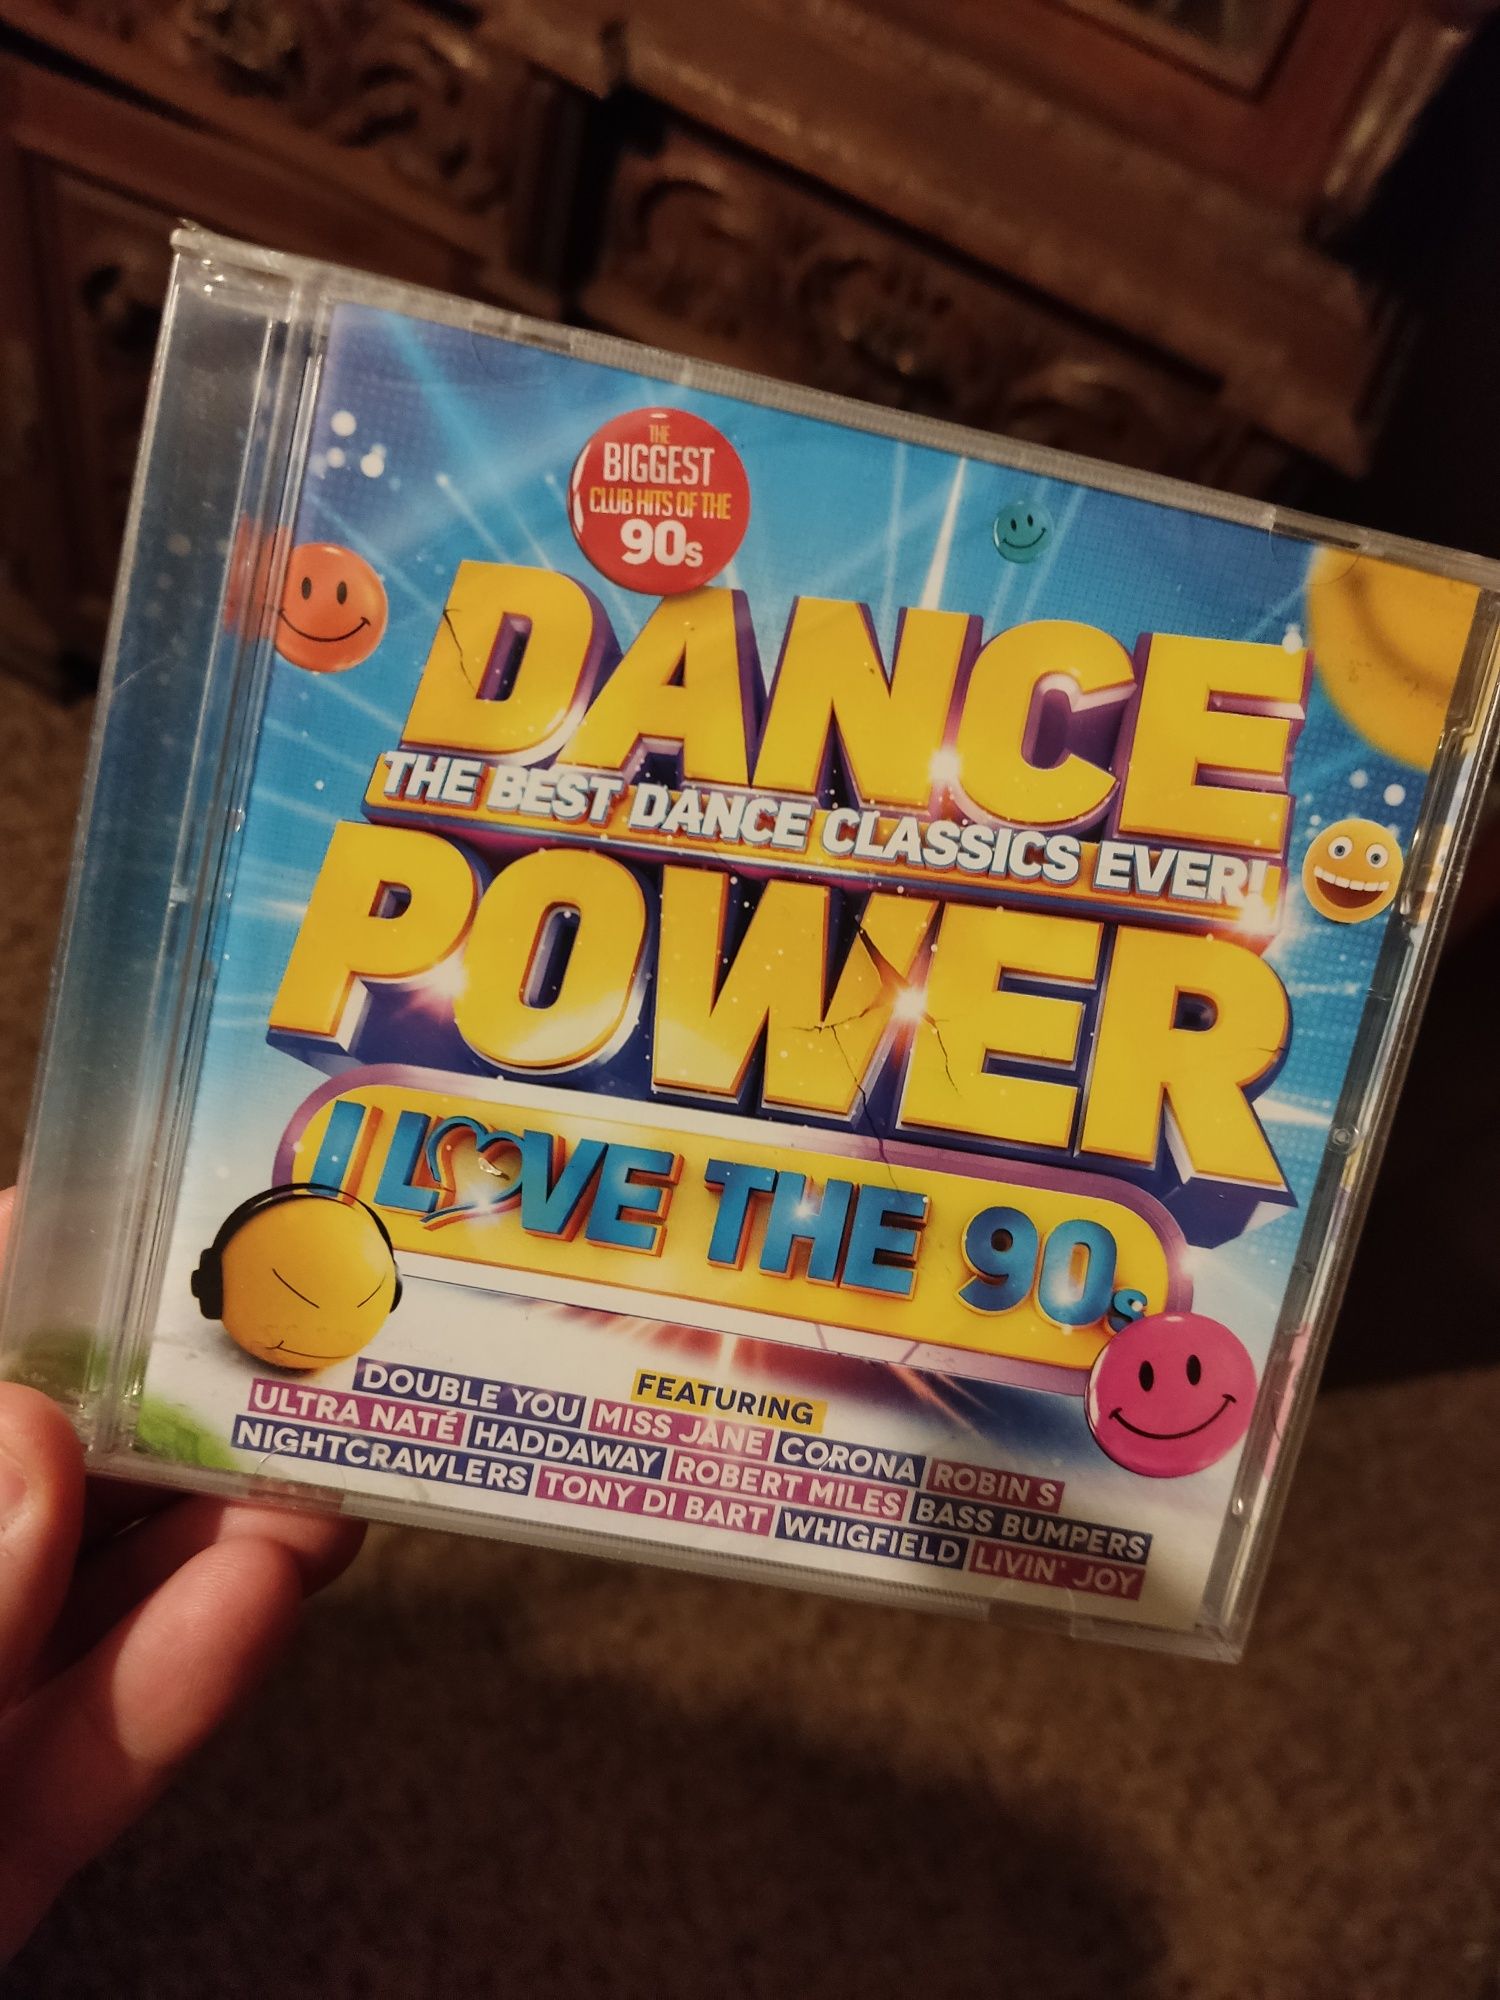 THE
BIGGEST
CLUB HITS OF THE
90s
DANCE
THE BEST DANCE CLASSICS EVER!
POWER
I LOVE THE 90s
FEATURING
DOUBLE YOU MISS JANE CORONA ROBIN S
ULTRA NATÉ HADDAWAY ROBERT MILES BASS BUMPERS
NIGHTCRAWLERS TONY DI BART WHIGFIELD LIVIN' JOY